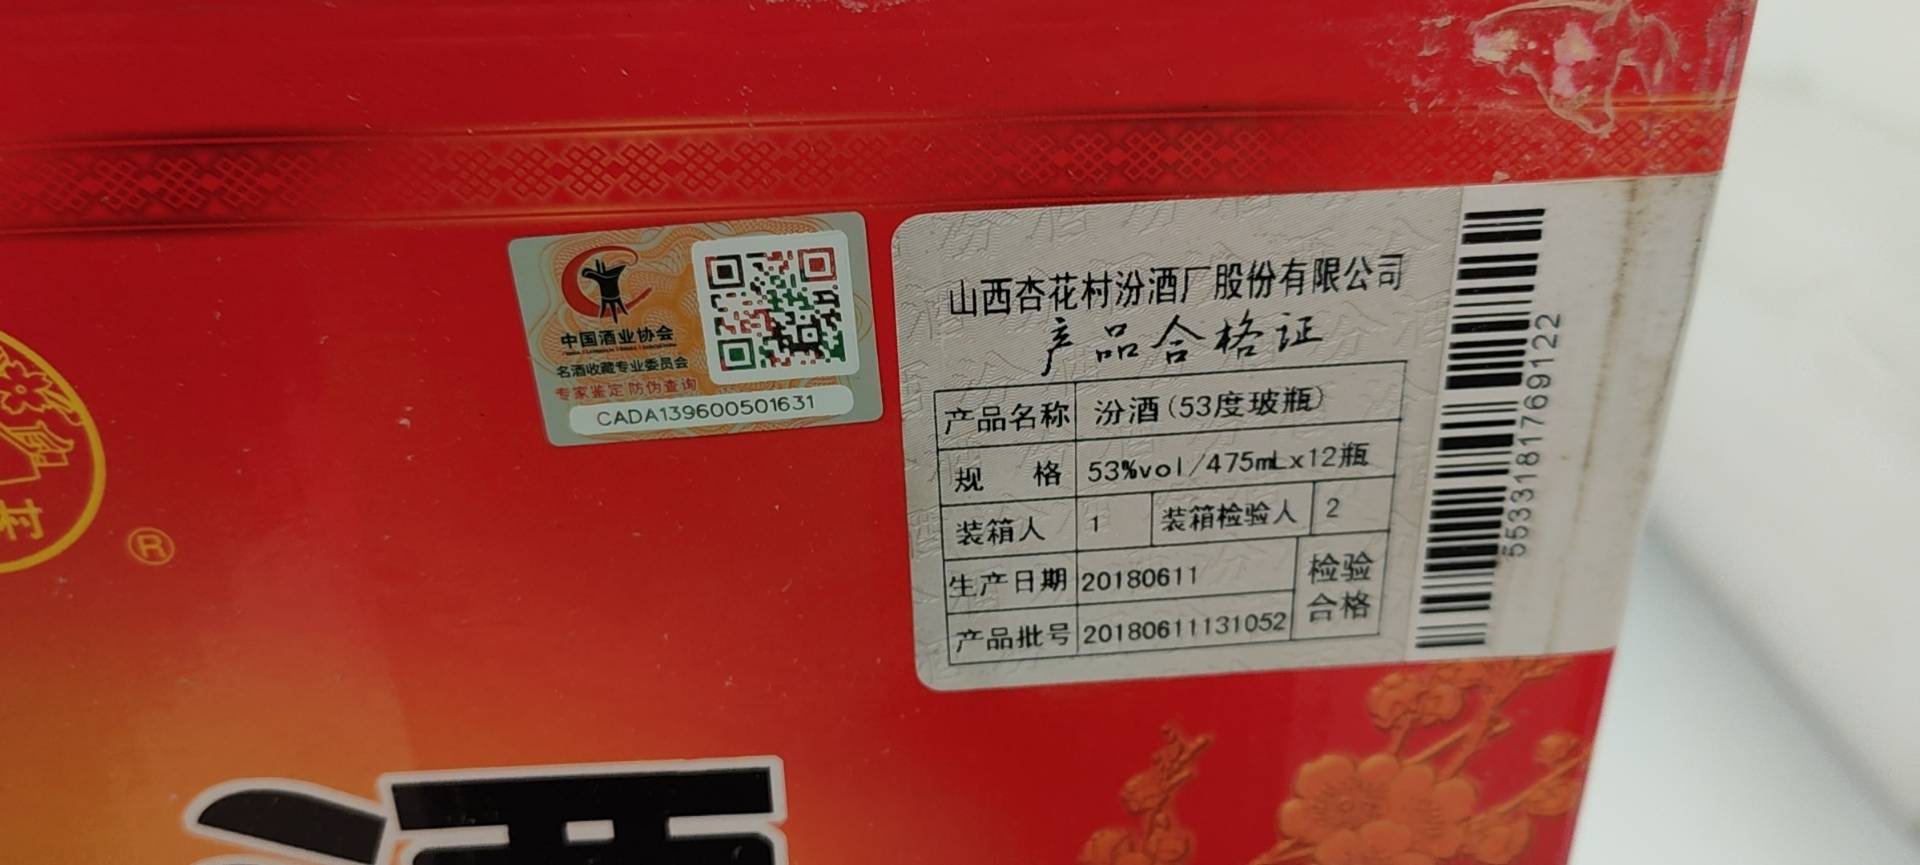 中国酒业协会
名酒收藏专业委员会
专家鉴定 防伪查询
CADA139600501631
山西杏花村汾酒厂股份有限公司
产品合格证
产品名称 汾酒(53度玻瓶)
规 格 53%vol/475mLx12瓶
装箱人 1 装箱检验人 2
生产日期 20180611 检验
产品批号 20180611131052 合格
5533181769122
村
®
酒